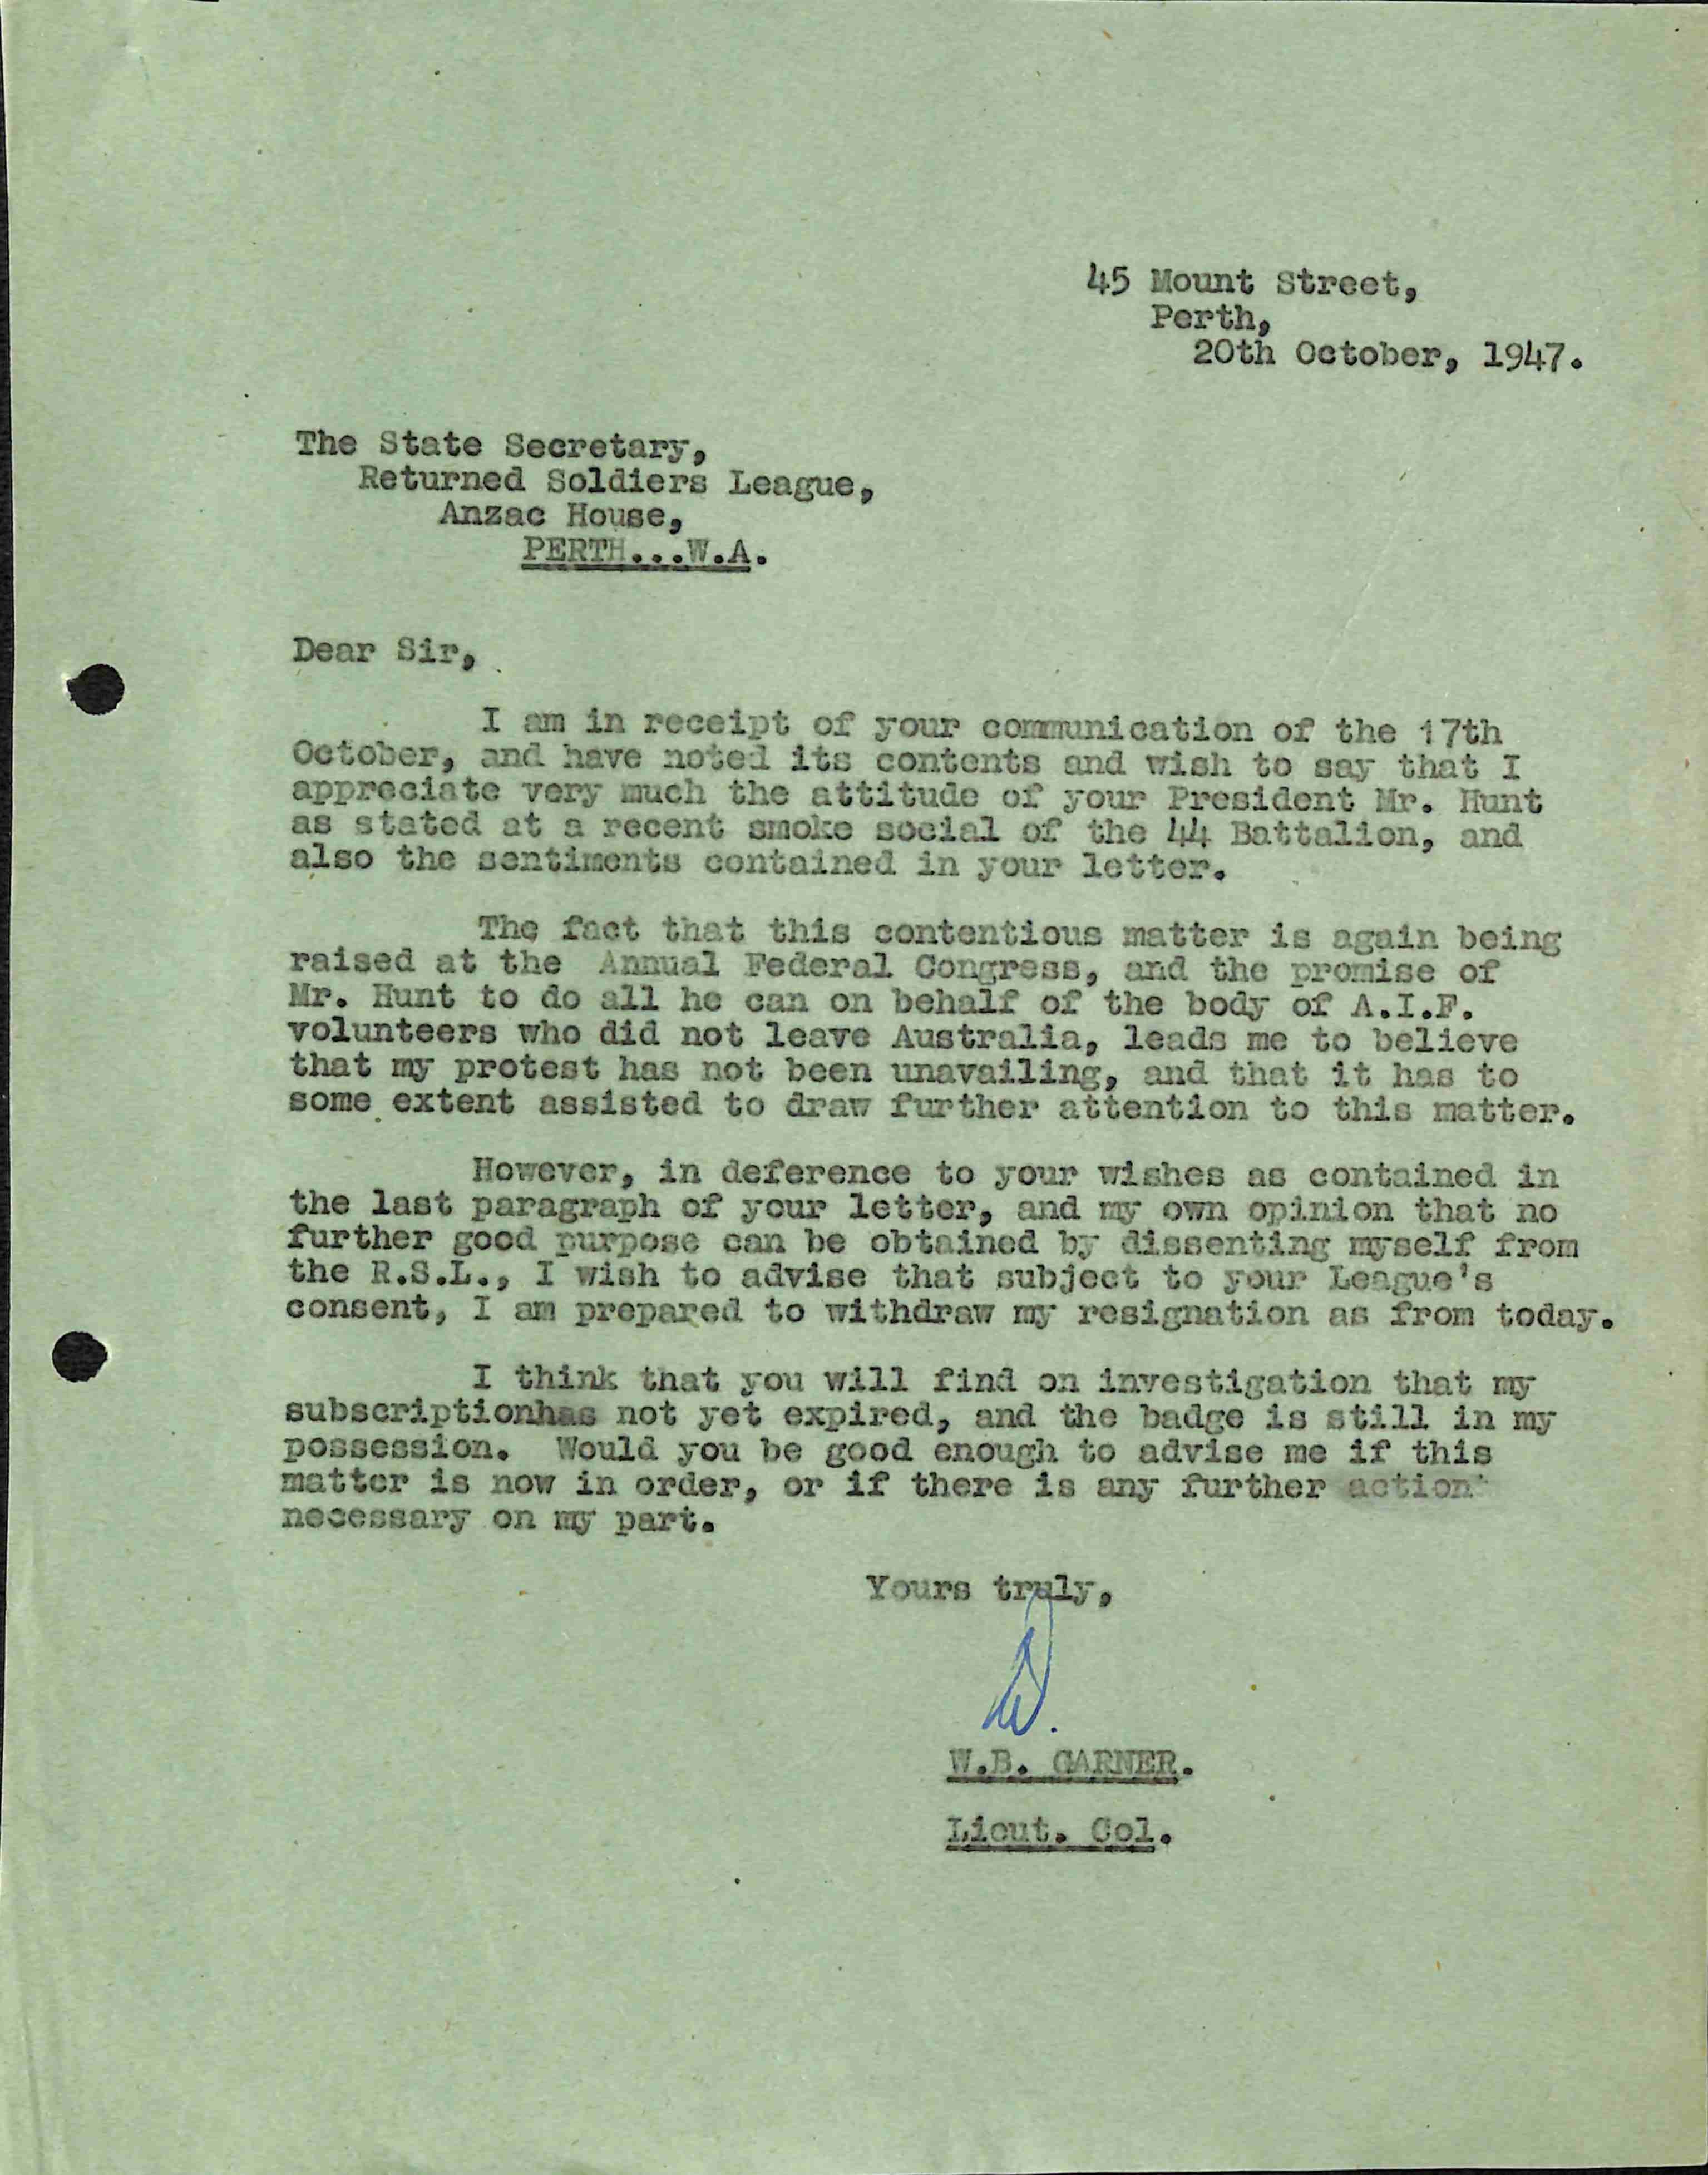 45 Mount Street,
Perth,
20th October, 1947.
The State Secretary,
Returned Soldiers League,
Anzac House,
PERTH...W.A.
Dear Sir,
I am in receipt of your communication of the 17th
October, and have noted its contents and wish to say that I
appreciate very much the attitude of your President Mr. Hunt
as stated at a recent smoke social of the 44 Battalion, and
also the sentiments contained in your letter.
The fact that this contentious matter is again being
raised at the Annual Federal Congress, and the promise of
Mr. Hunt to do all he can on behalf of the body of A.I.F.
volunteers who did not leave Australia, leads me to believe
that my protest has not been unavailing, and that it has to
some extent assisted to draw further attention to this matter.
However, in deference to your wishes as contained in
the last paragraph of your letter, and my own opinion that no
further good purpose can be obtained by dissenting myself from
the R.S.L., I wish to advise that subject to your League's
consent, I am prepared to withdraw my resignation as from today.
I think that you will find on investigation that my
subscriptionhas not yet expired, and the badge is still in my
possession. Would you be good enough to advise me if this
matter is now in order, or if there is any further action
necessary on my part.
Yours truly,
W.B. GARNER.
Lieut. Col.